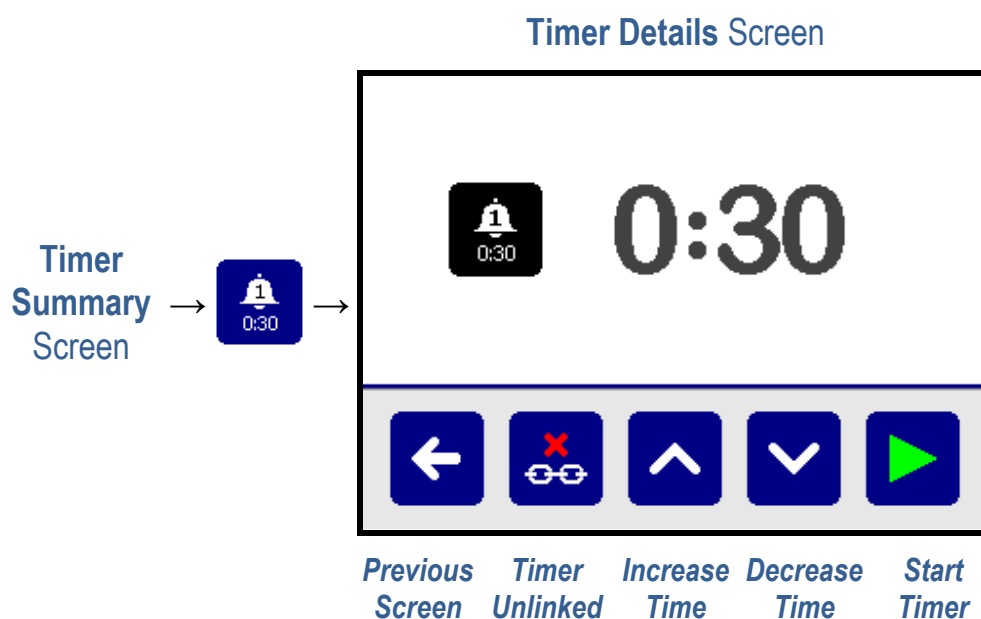 Timer Details Screen
1
0:30
0:30
Timer
Summary
Screen
→
1
0:30
→
Previous Screen
Timer Unlinked
Increase Time
Decrease Time
Start Timer